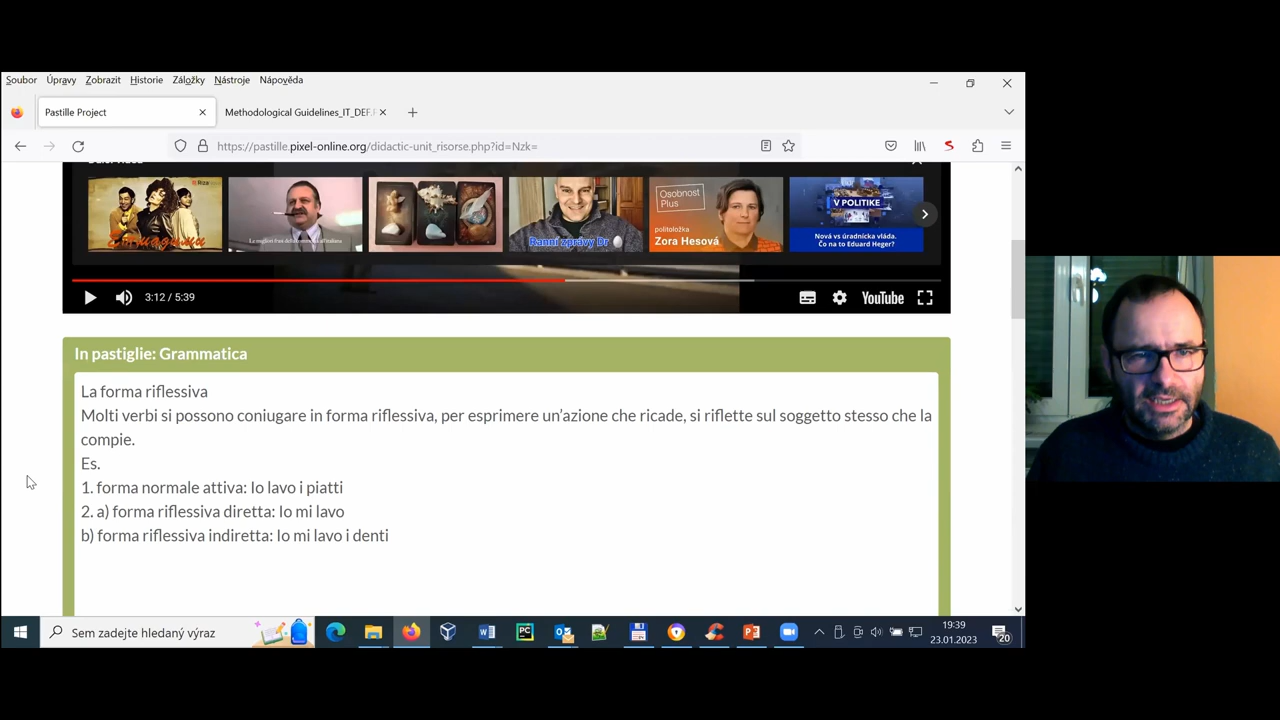 Soubor Úpravy Zobrazit Historie Záložky Nástroje Nápověda
Pastille Project
Methodological Guidelines_IT_DEF.
https://pastille.pixel-online.org/didactic-unit_risorse.php?id=Nzk=
Riza
Osobnost
Plus
politoložka
Zora Hesová
Ranní zprávy Dr
V POLITIKE
Nová vs úradnícka vláda.
Čo na to Eduard Heger?
3:12 / 5:39
YouTube
In pastiglie: Grammatica
La forma riflessiva
Molti verbi si possono coniugare in forma riflessiva, per esprimere un'azione che ricade, si riflette sul soggetto stesso che la
compie.
Es.
1. forma normale attiva: Io lavo i piatti
2. a) forma riflessiva diretta: Io mi lavo
b) forma riflessiva indiretta: Io mi lavo i denti
Sem zadejte hledaný výraz
19:39
23.01.2023
20